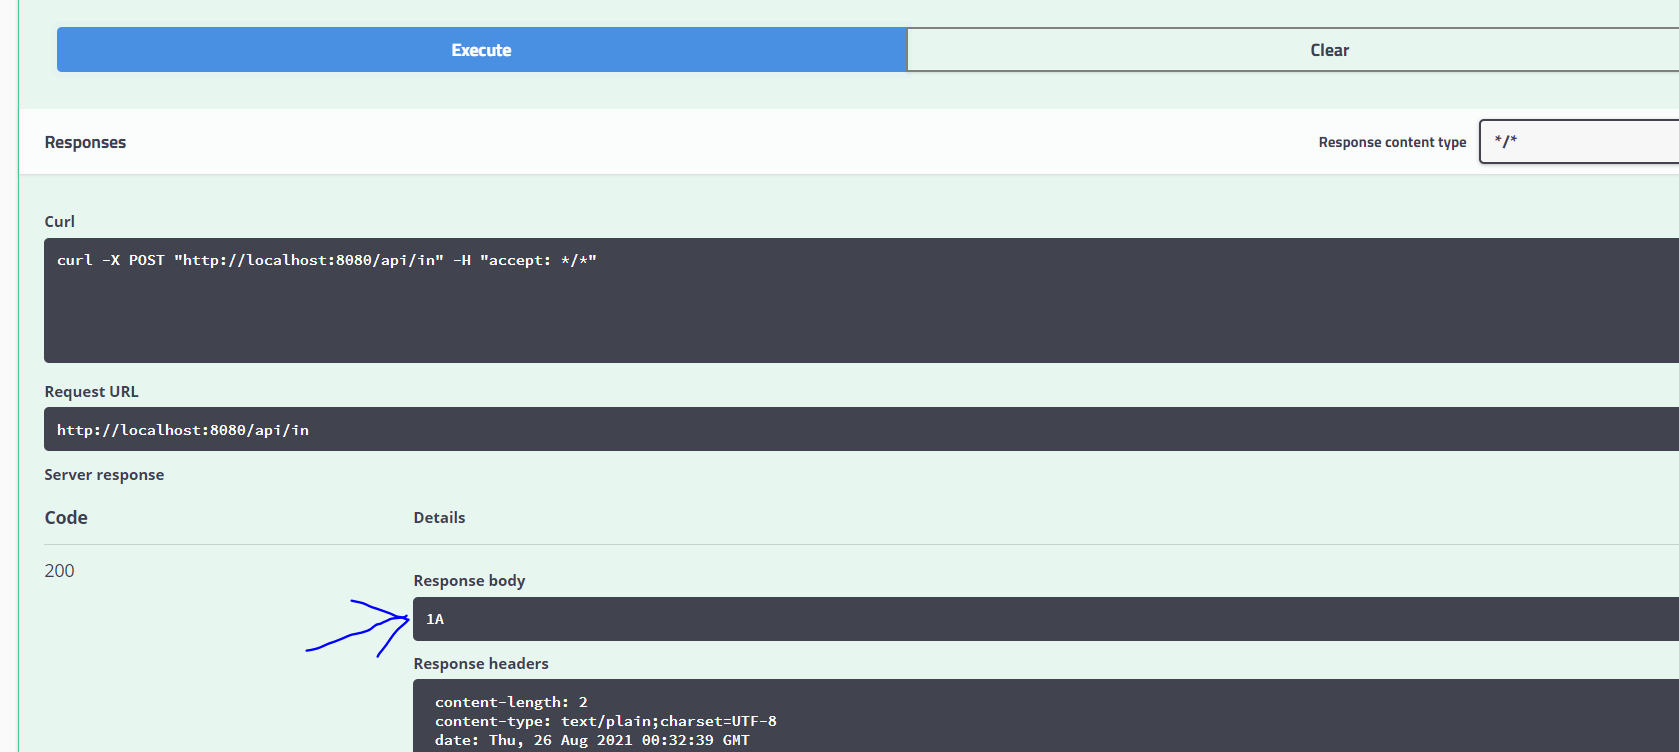 Execute
Clear
Responses
Response content type
*/*
Curl
curl -X POST "http://localhost:8080/api/in" -H "accept: */*"
Request URL
http://localhost:8080/api/in
Server response
Code
Details
200
Response body
1A
Response headers
content-length: 2
content-type: text/plain;charset=UTF-8
date: Thu, 26 Aug 2021 00:32:39 GMT